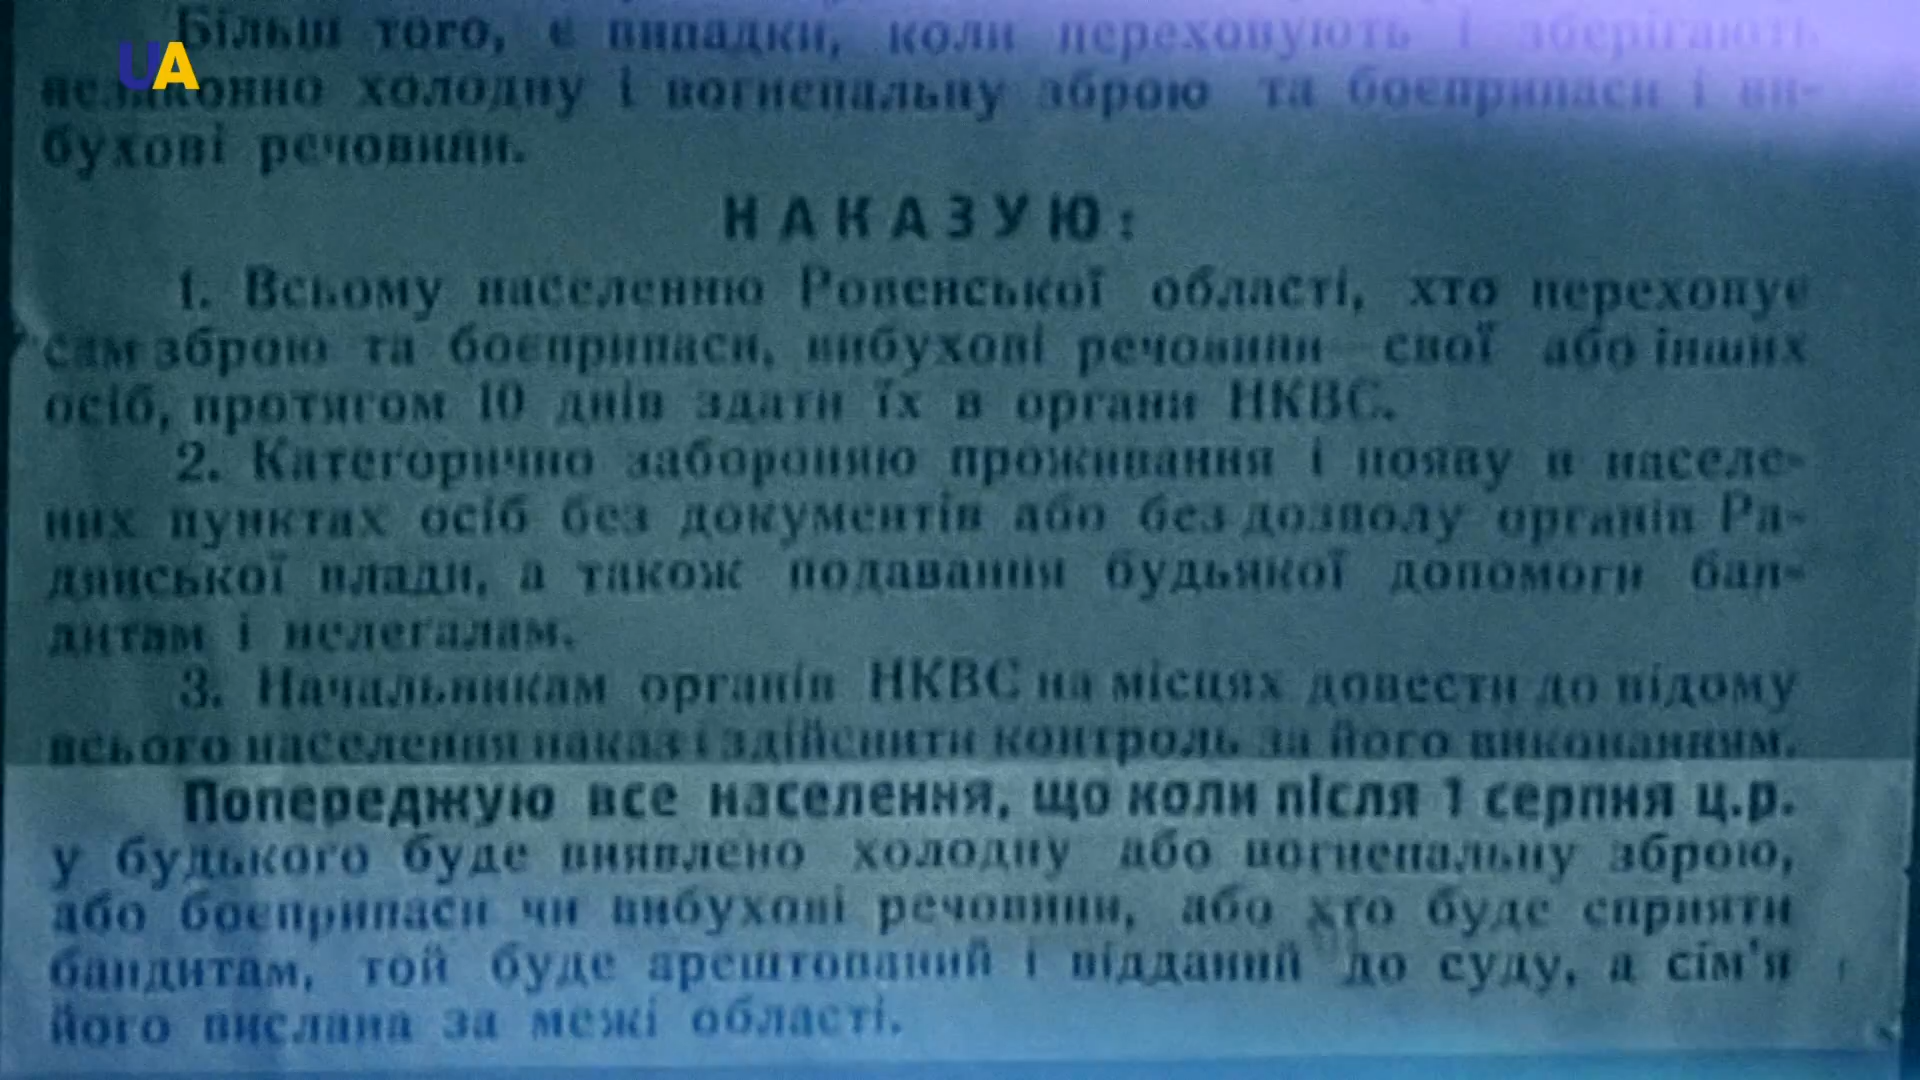 UA
Більш того, є випадки, коли переховують і зберігають
незаконно холодну і вогнепальну зброю та боєприпаси і ви-
бухові речовини.
НАКАЗУЮ:
1. Всьому населенню Ровенської області, хто переховує
сам зброю та боєприпаси, вибухові речовини свої або інших
осіб, протягом 10 днів здати їх в органи НКВС.
2. Категорично забороняю проживання і появу в населе-
них пунктах осіб без документів або без дозволу органів Ра-
дянської влади, а також подавання будьякої допомоги бан-
дитам і нелегалам.
3. Начальникам органів НКВС на місцях довести до відому
всього населення наказ і здійснити контроль за його виконанням.
Попереджую все населення, що коли після 1 серпня ц.р.
у будького буде виявлено холодну або вогнепальну зброю,
або боєприпаси чи вибухові речовини, або хто буде сприяти
бандитам, той буде арештований і відданий до суду, а сім'я
його вислана за межі області.